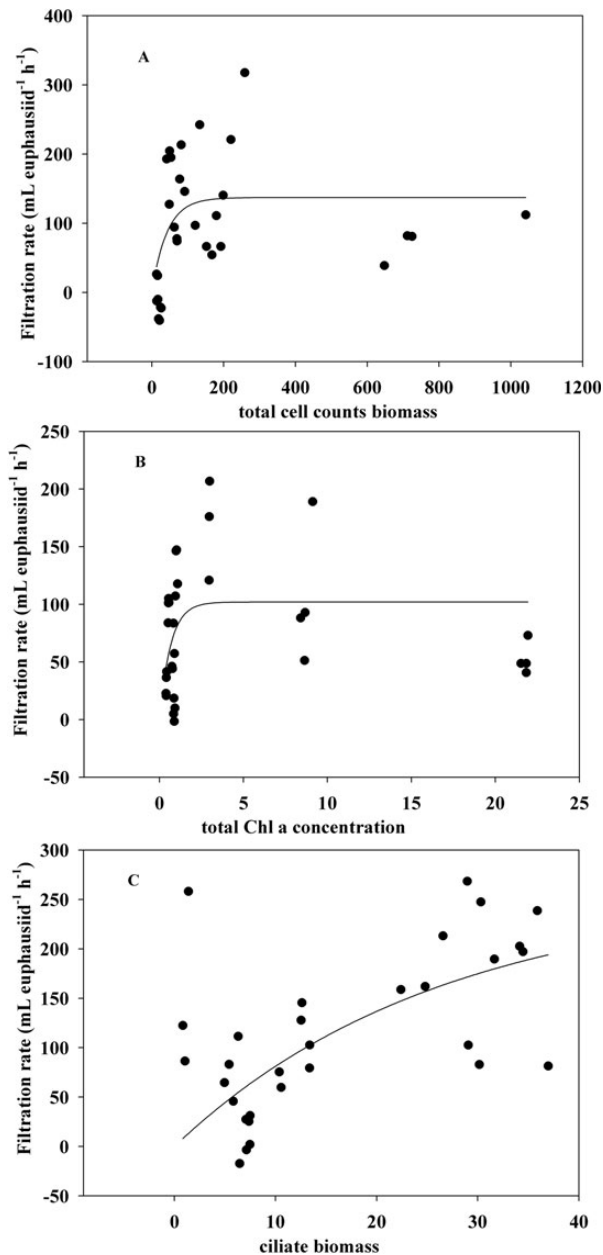 A
400
300
200
100
0
-100
Filtration rate (mL euphausiid⁻¹ h⁻¹)
0 200 400 600 800 1000 1200
total cell counts biomass
B
250
200
150
100
50
0
-50
Filtration rate (mL euphausiid⁻¹ h⁻¹)
0 5 10 15 20 25
total Chl a concentration
C
300
250
200
150
100
50
0
-50
Filtration rate (mL euphausiid⁻¹ h⁻¹)
0 10 20 30 40
ciliate biomass